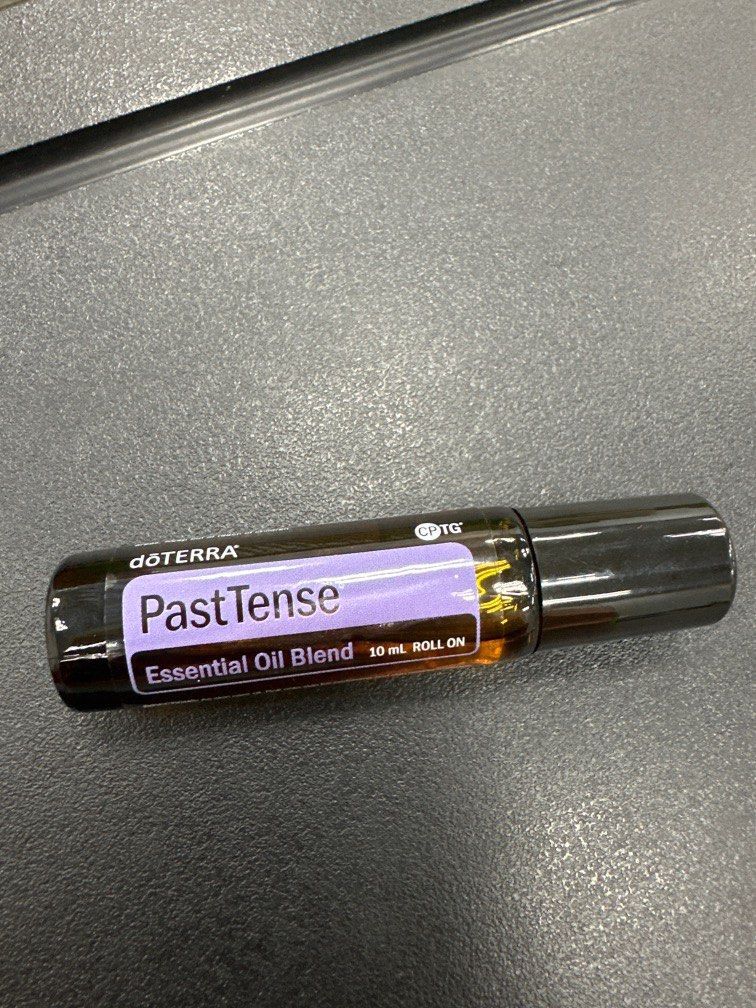 dōTERRA®
CPTG®
PastTense
Essential Oil Blend
10 mL ROLL ON